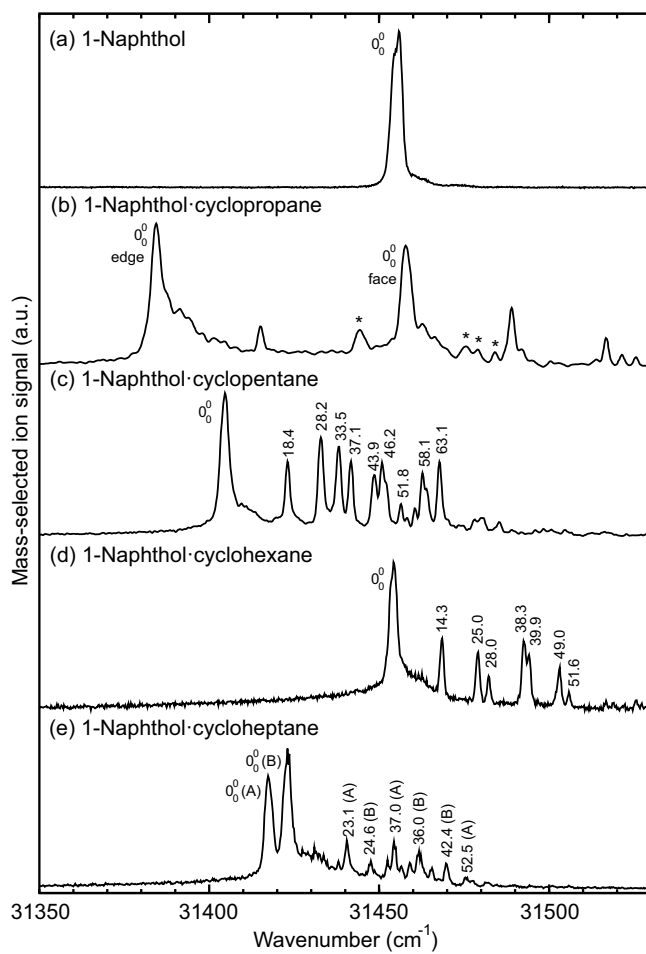 (a) 1-Naphthol
0⁰₀
(b) 1-Naphthol·cyclopropane
0⁰₀
edge
*
0⁰₀
face
* * *
(c) 1-Naphthol·cyclopentane
0⁰₀
18.4
28.2
33.5
37.1
43.9
46.2
51.8
58.1
63.1
(d) 1-Naphthol·cyclohexane
0⁰₀
14.3
25.0
28.0
38.3
39.9
49.0
51.6
(e) 1-Naphthol·cycloheptane
0⁰₀ (A)
0⁰₀ (B)
23.1 (A)
24.6 (B)
37.0 (A)
36.0 (B)
42.4 (B)
52.5 (A)
Mass-selected ion signal (a.u.)
31350 31400 31450 31500
Wavenumber (cm⁻¹)